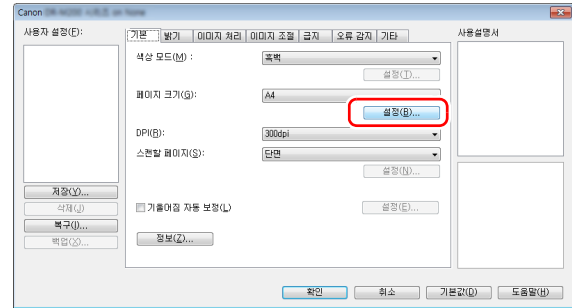 Canon
사용자 설정(F):
저장(Y)...
삭제(J)
복구(I)...
백업(X)...
기본 밝기 이미지 처리 이미지 조절 급지 오류 감지 기타
색상 모드(M) : 흑백
설정(T)...
페이지 크기(G): A4
설정(B)...
DPI(R): 300dpi
스캔할 페이지(S): 단면
설정(N)...
기울어짐 자동 보정(L) 설정(E)...
정보(Z)...
사용설명서
확인 취소 기본값(D) 도움말(H)